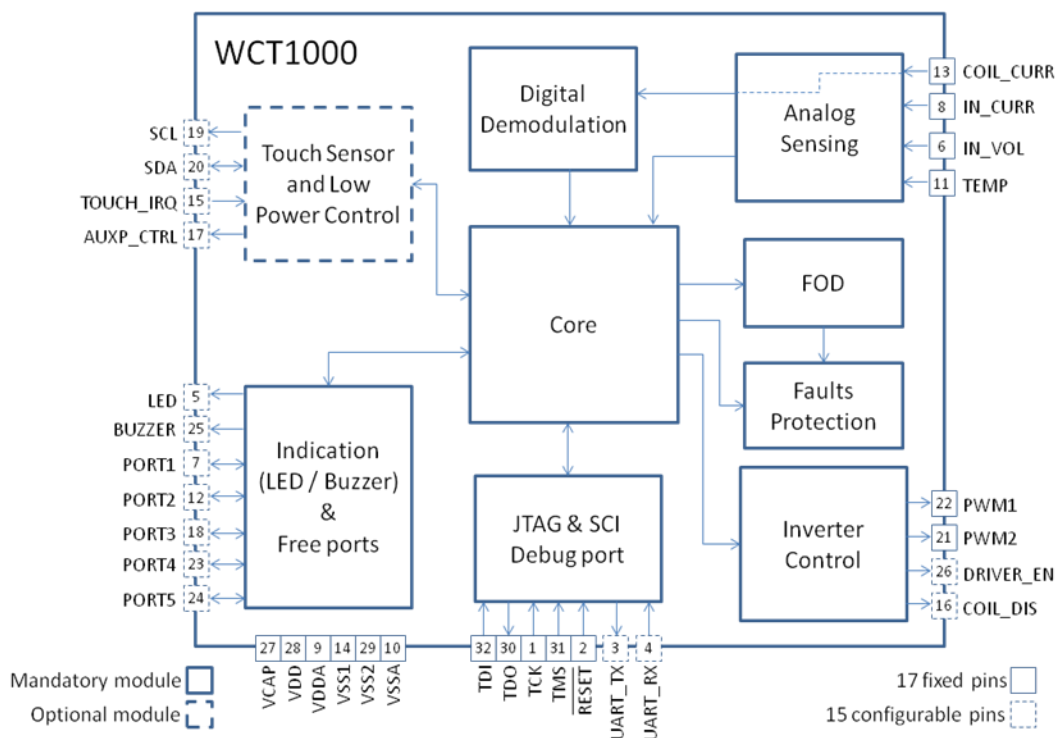 WCT1000
Digital
Demodulation
Analog
Sensing
13 COIL_CURR
8 IN_CURR
6 IN_VOL
11 TEMP
SCL 19
SDA 20
TOUCH_IRQ 15
AUXP_CTRL 17
Touch Sensor
and Low
Power Control
Core
FOD
Faults
Protection
LED 5
BUZZER 25
PORT1 7
PORT2 12
PORT3 18
PORT4 23
PORT5 24
Indication
(LED / Buzzer)
&
Free ports
JTAG & SCI
Debug port
Inverter
Control
22 PWM1
21 PWM2
26 DRIVER_EN
16 COIL_DIS
27 28 9 14 29 10
VCAP
VDD
VDDA
VSS1
VSS2
VSSA
32 30 1 31 2 3 4
TDI
TDO
TCK
TMS
RESET
UART_TX
UART_RX
Mandatory module
Optional module
17 fixed pins
15 configurable pins